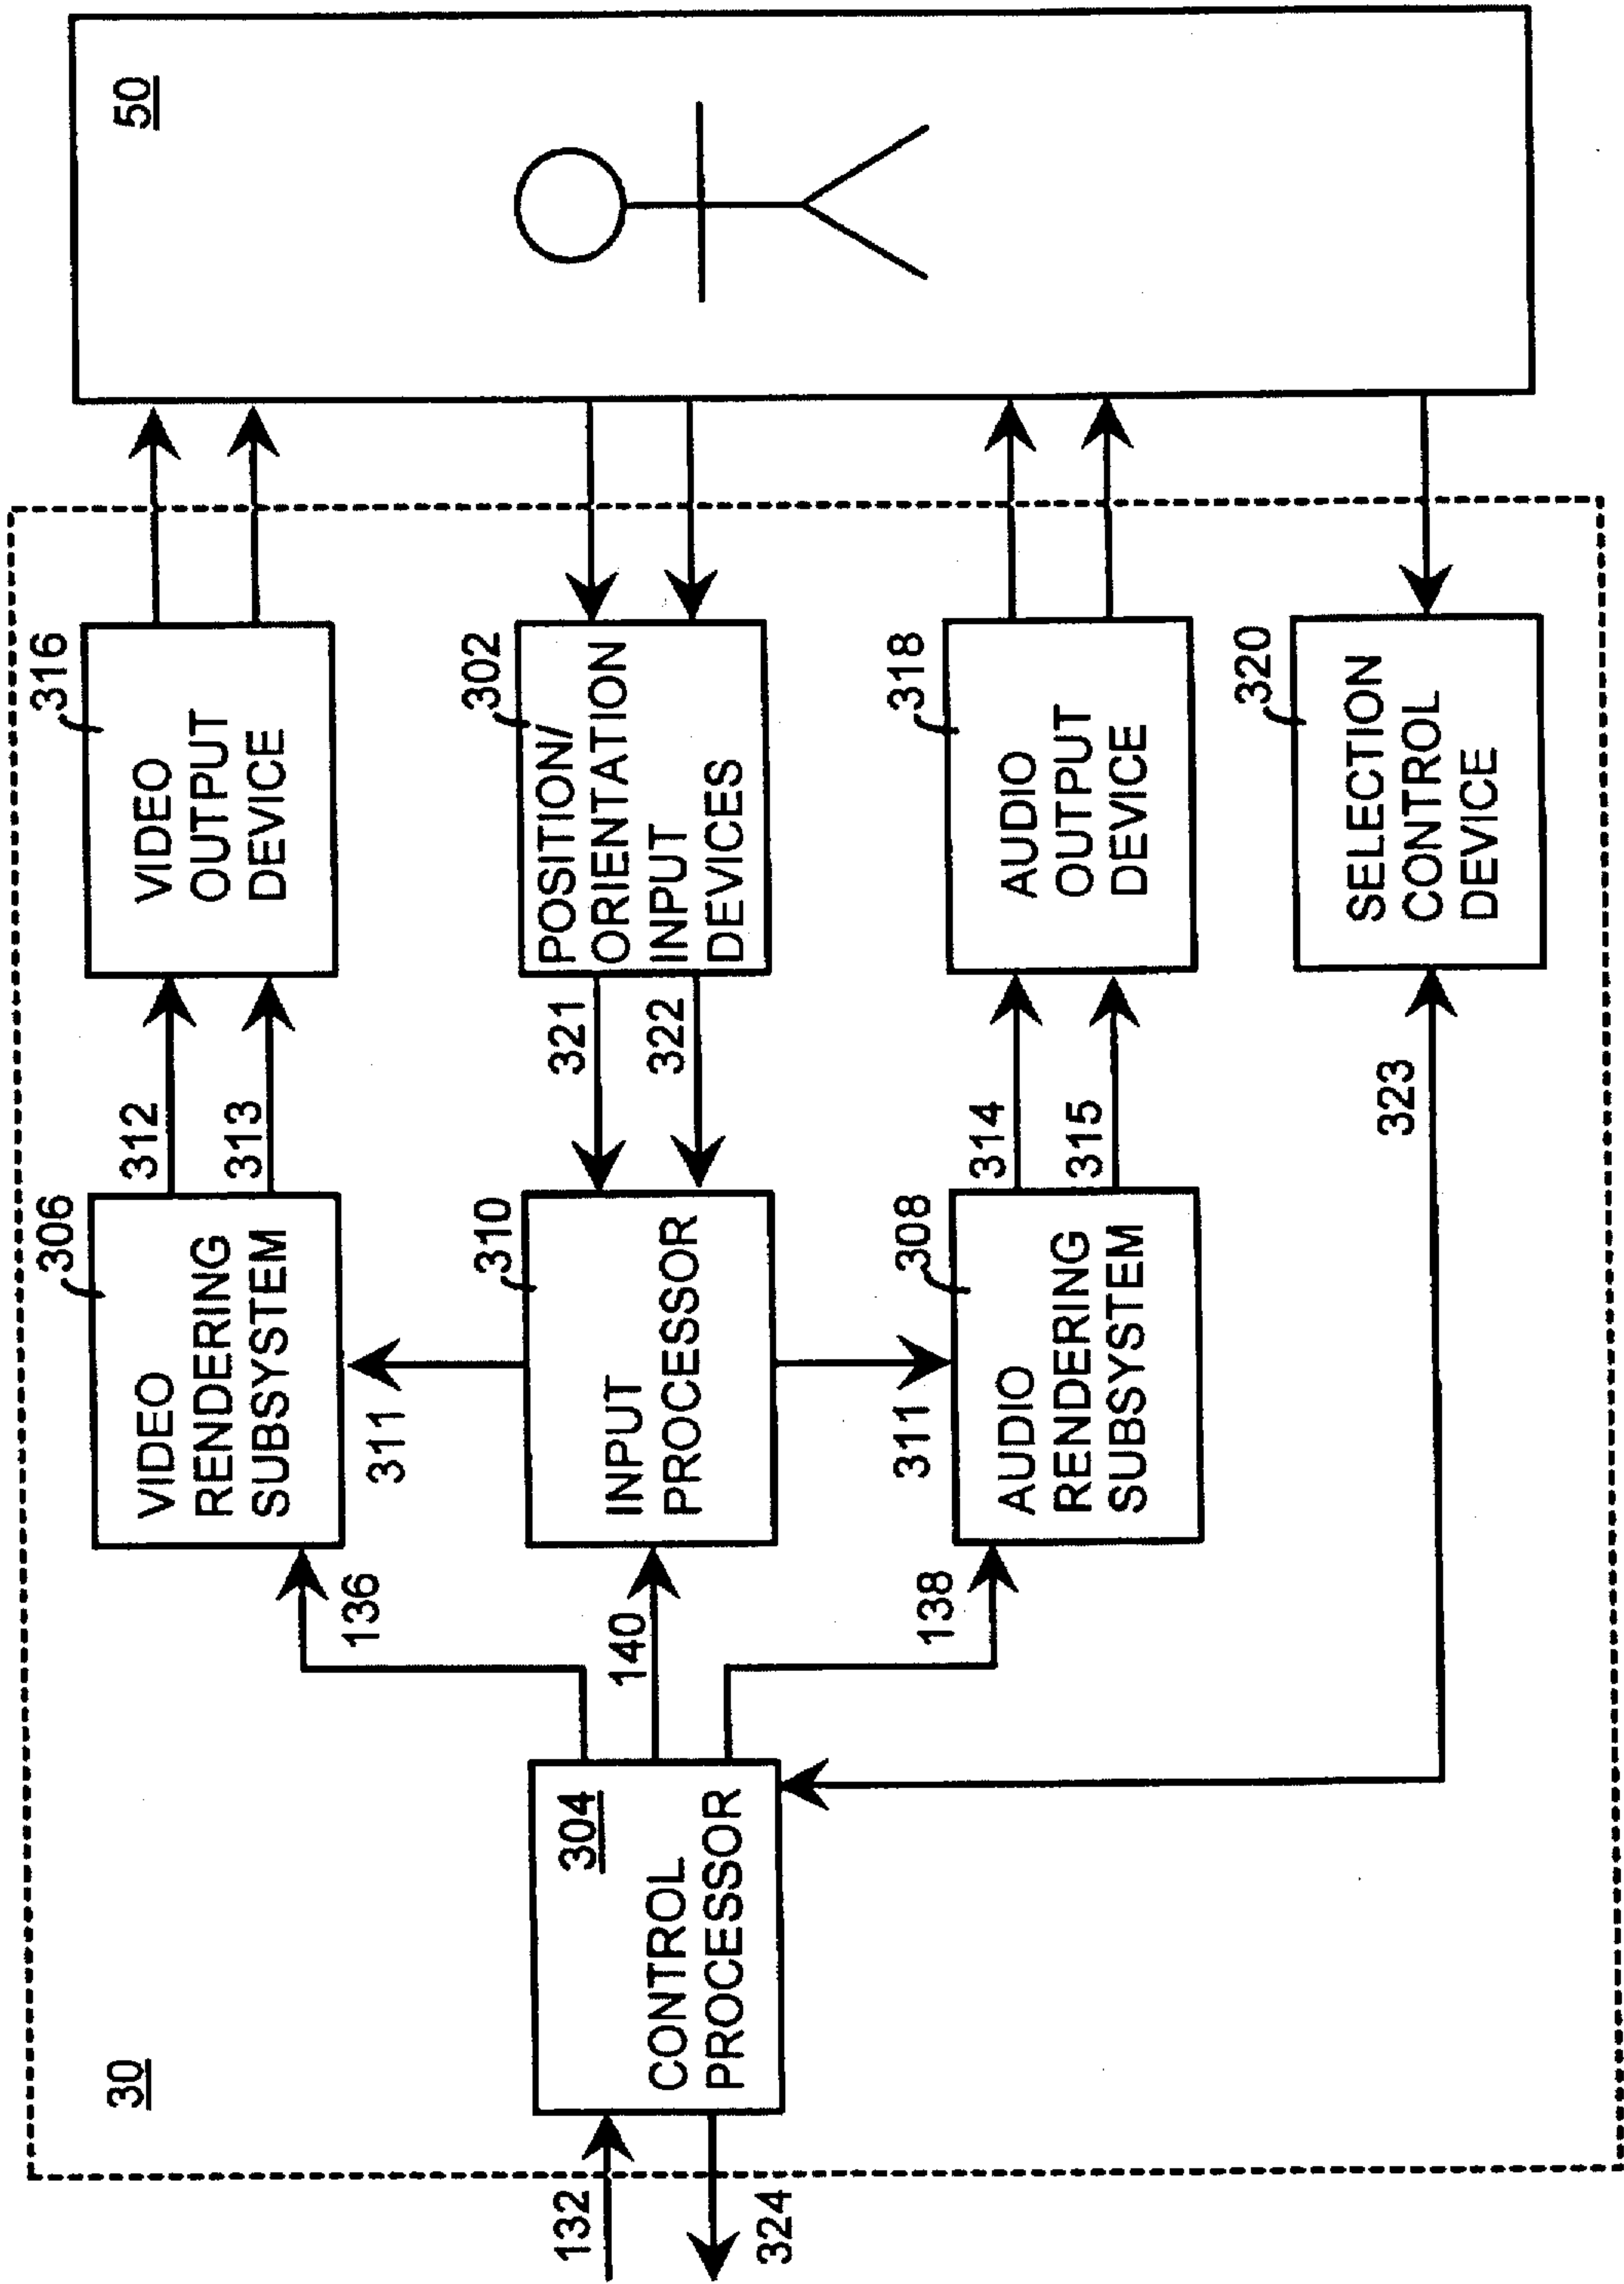 30
50
316
VIDEO
OUTPUT
DEVICE
306
VIDEO
RENDERING
SUBSYSTEM
312
313
136
311
302
POSITION/
ORIENTATION
INPUT
DEVICES
321
322
310
INPUT
PROCESSOR
140
304
CONTROL
PROCESSOR
132
324
311
318
AUDIO
OUTPUT
DEVICE
314
315
308
AUDIO
RENDERING
SUBSYSTEM
138
320
SELECTION
CONTROL
DEVICE
323